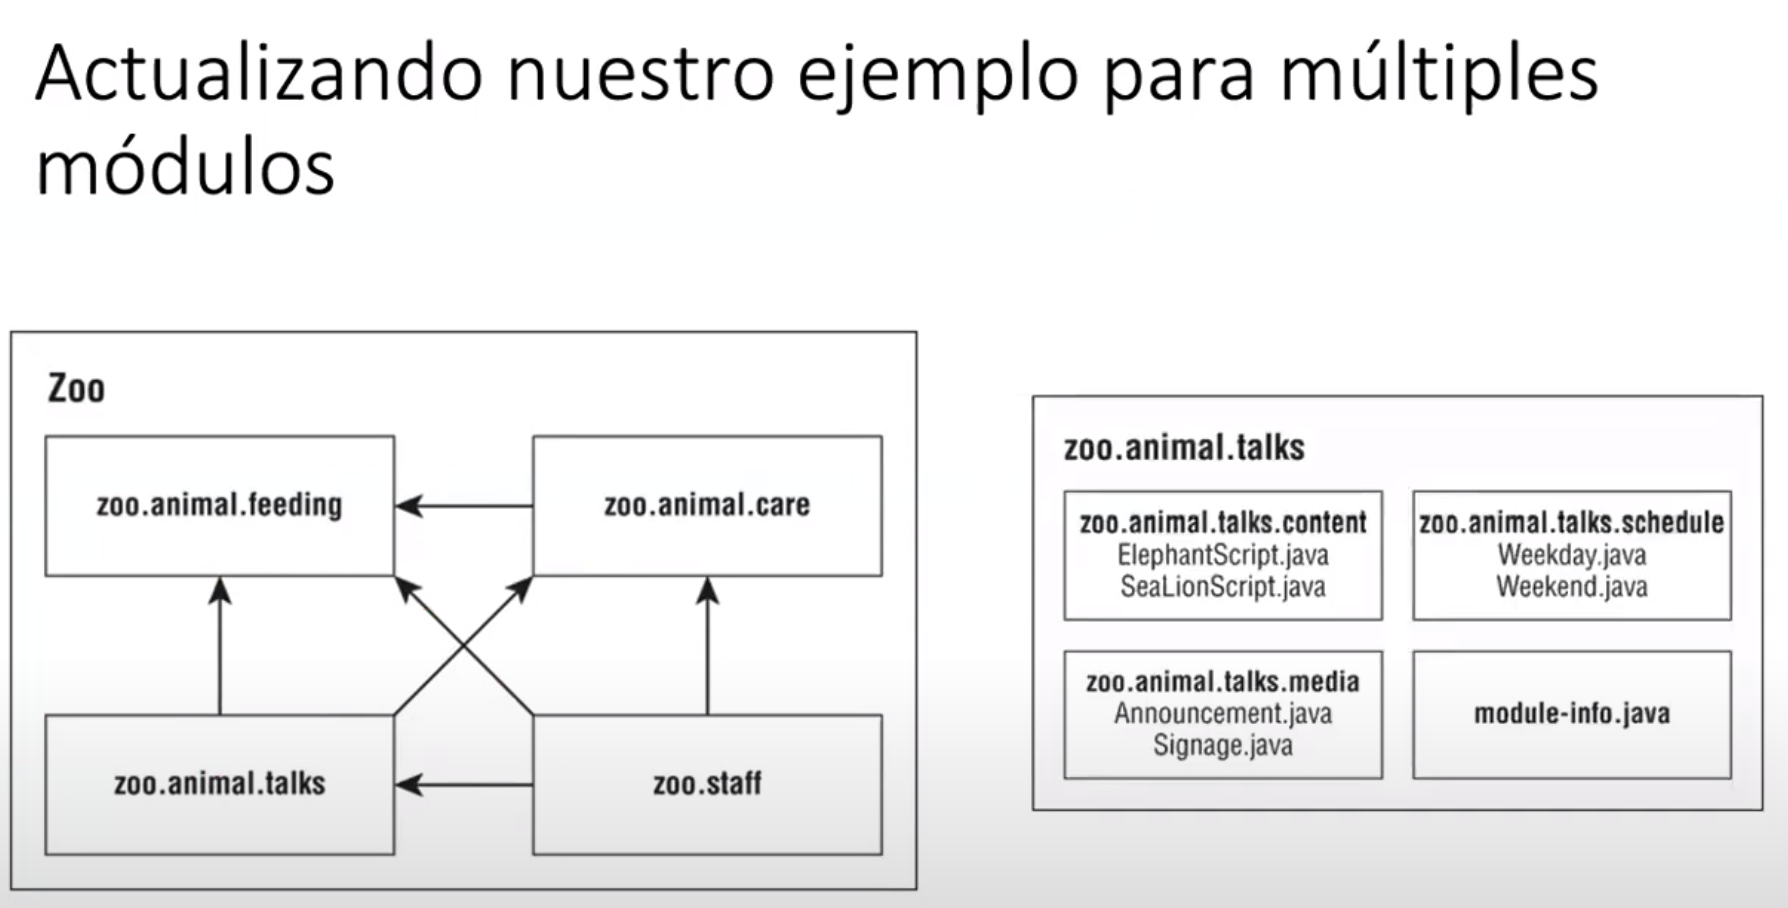 Actualizando nuestro ejemplo para múltiples
módulos
Zoo
zoo.animal.feeding
zoo.animal.care
zoo.animal.talks
zoo.staff
zoo.animal.talks
zoo.animal.talks.content
ElephantScript.java
SeaLionScript.java
zoo.animal.talks.schedule
Weekday.java
Weekend.java
zoo.animal.talks.media
Announcement.java
Signage.java
module-info.java